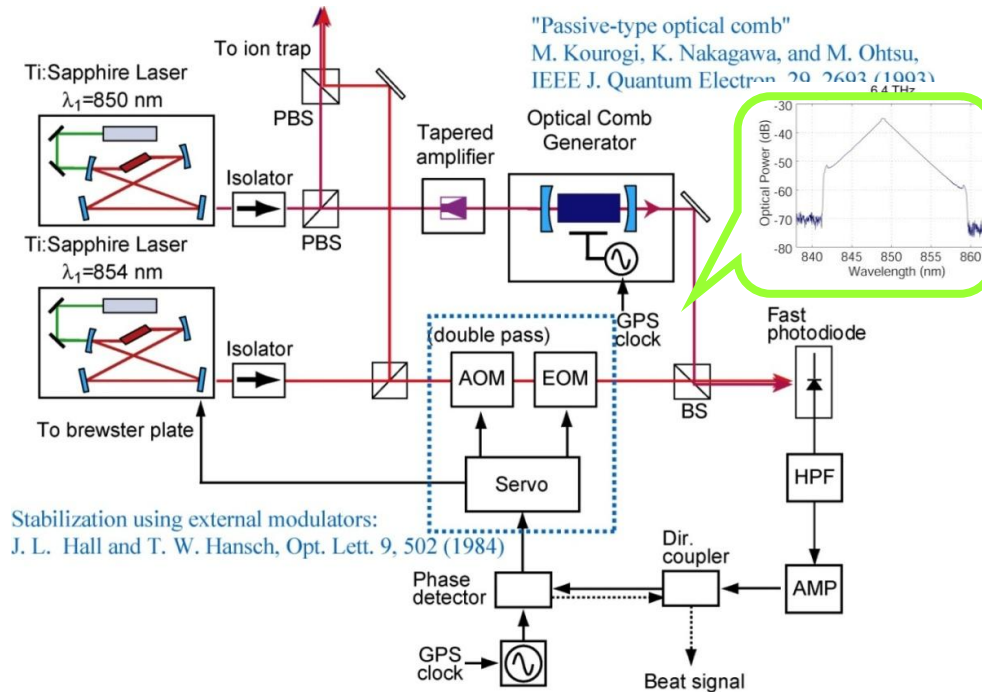 "Passive-type optical comb"
M. Kourogi, K. Nakagawa, and M. Ohtsu,
IEEE J. Quantum Electron. 29, 2693 (1993)
To ion trap
Ti:Sapphire Laser
λ1=850 nm
PBS
Isolator
PBS
Tapered
amplifier
Optical Comb
Generator
6.4 THz
Optical Power (dB)
-30
-40
-50
-60
-70
-80
840 845 850 855 860
Wavelength (nm)
Ti:Sapphire Laser
λ1=854 nm
Isolator
GPS
clock
(double pass)
AOM
EOM
BS
Fast
photodiode
To brewster plate
Servo
HPF
Stabilization using external modulators:
J. L. Hall and T. W. Hansch, Opt. Lett. 9, 502 (1984)
Dir.
coupler
Phase
detector
AMP
GPS
clock
Beat signal